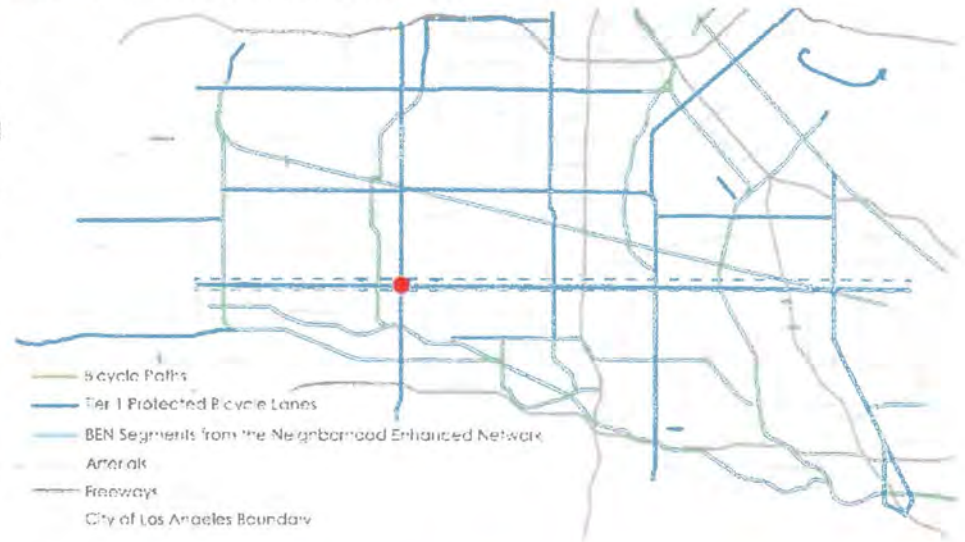 Bicycle Paths
Tier 1 Protected Bicycle Lanes
BEN Segments from the Neighborhood Enhanced Network
Arterials
Freeways
City of Los Angeles Boundary